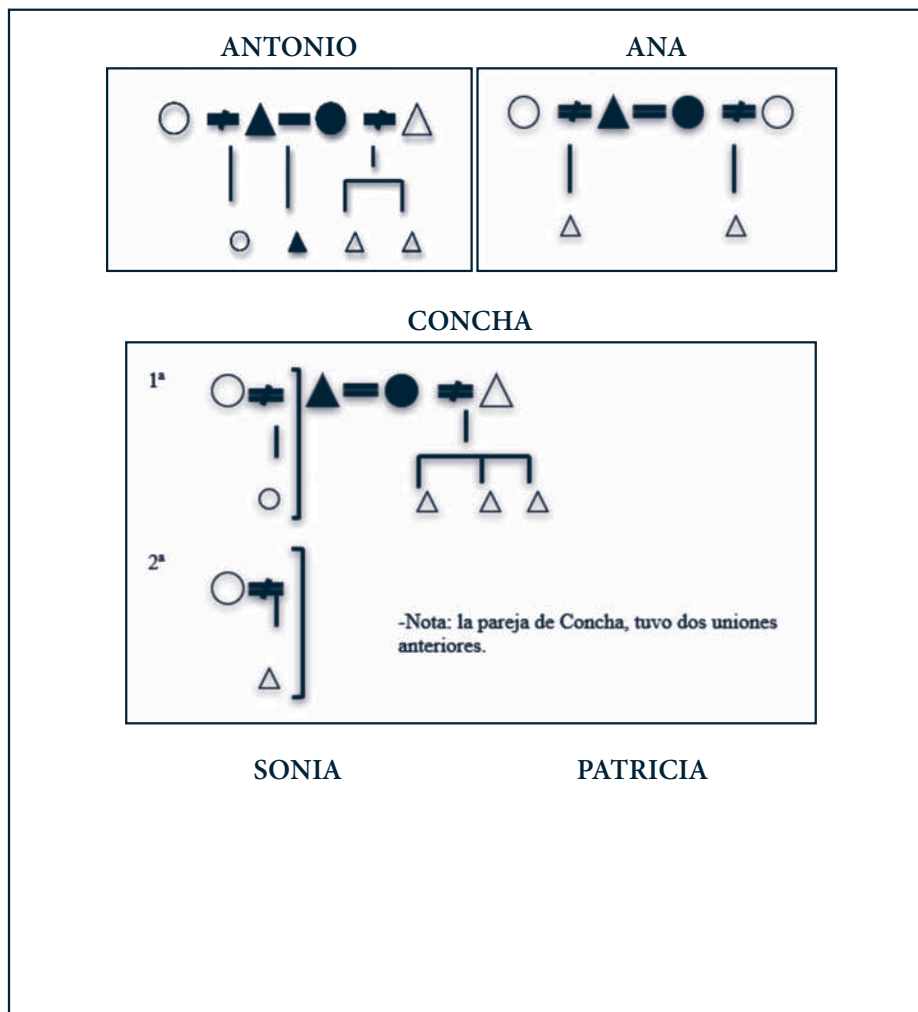 ANTONIO
ANA
CONCHA
1ª
2ª
-Nota: la pareja de Concha, tuvo dos uniones
anteriores.
SONIA
PATRICIA